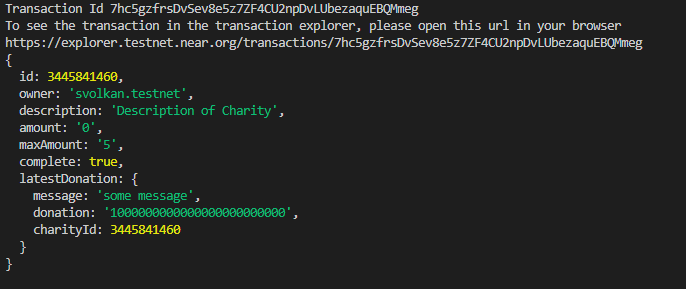 Transaction Id 7hc5gzfrsDvSev8e5z7ZF4CU2npDvLUbezaquEBQMmeg
To see the transaction in the transaction explorer, please open this url in your browser
https://explorer.testnet.near.org/transactions/7hc5gzfrsDvSev8e5z7ZF4CU2npDvLUbezaquEBQMmeg
{
  id: 3445841460,
  owner: 'svolkan.testnet',
  description: 'Description of Charity',
  amount: '0',
  maxAmount: '5',
  complete: true,
  latestDonation: {
    message: 'some message',
    donation: '1000000000000000000000000',
    charityId: 3445841460
  }
}